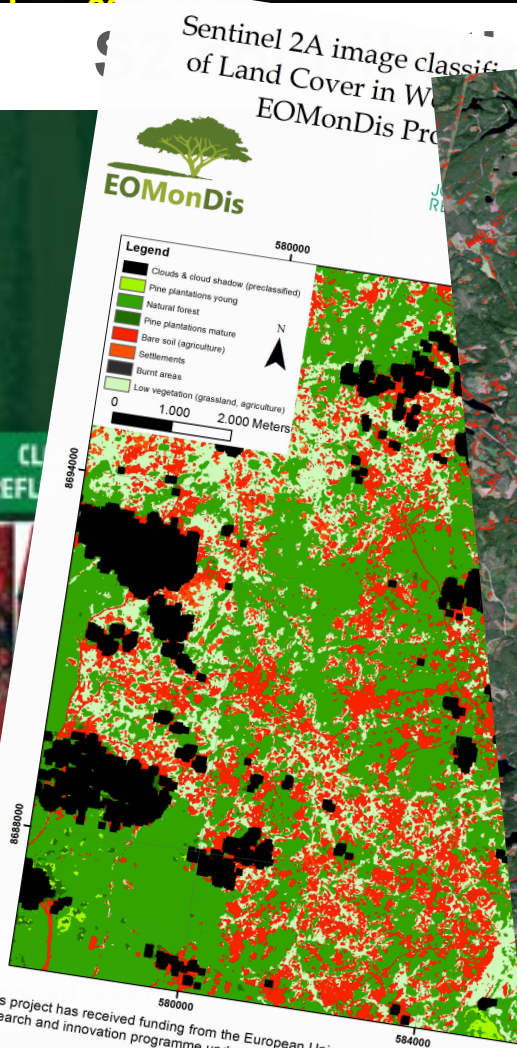 Sentinel 2A image classifi
of Land Cover in W
EOMonDis Pro
EOMonDis
580000
Legend
Clouds & cloud shadow (preclassified)
Pine plantations young
Natural forest
Pine plantations mature
Bare soil (agriculture)
Settlements
Burnt areas
Low vegetation (grassland, agriculture)
N
0 1.000 2.000 Meters
8694000
CL
EFL
8688000
580000
584000
s project has received funding from the European Uni
earch and innovation programme un